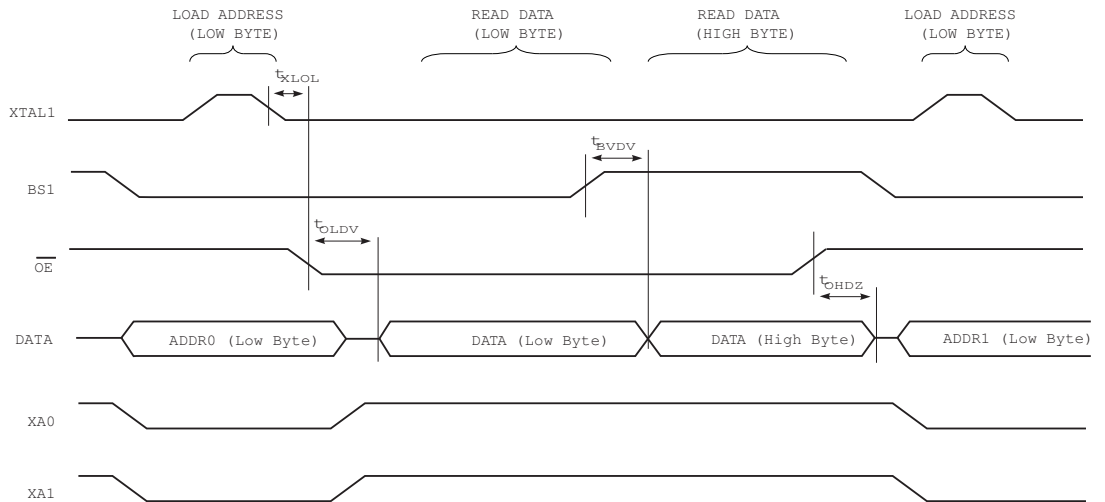 LOAD ADDRESS
(LOW BYTE)
READ DATA
(LOW BYTE)
READ DATA
(HIGH BYTE)
LOAD ADDRESS
(LOW BYTE)
tXLOL
XTAL1
tBVDV
BS1
tOLDV
OE
tOHDZ
DATA
ADDR0 (Low Byte)
DATA (Low Byte)
DATA (High Byte)
ADDR1 (Low Byte)
XA0
XA1